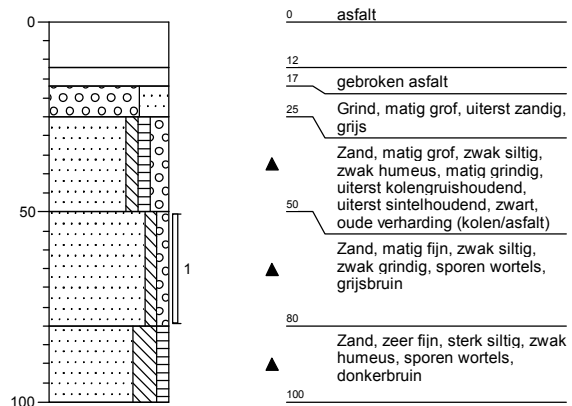 0
50
100
1
0
asfalt
12
17
gebroken asfalt
25
Grind, matig grof, uiterst zandig,
grijs
Zand, matig grof, zwak siltig,
zwak humeus, matig grindig,
uiterst kolengruishoudend,
uiterst sintelhoudend, zwart,
oude verharding (kolen/asfalt)
50
Zand, matig fijn, zwak siltig,
zwak grindig, sporen wortels,
grijsbruin
80
Zand, zeer fijn, sterk siltig, zwak
humeus, sporen wortels,
donkerbruin
100